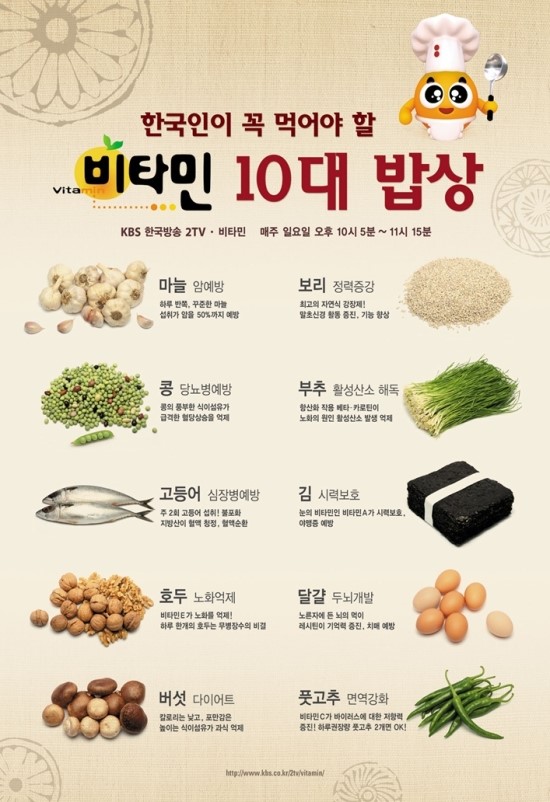 한국인이 꼭 먹어야 할
vitamin 비타민 10대 밥상
KBS 한국방송 2TV · 비타민 매주 일요일 오후 10시 5분 ~ 11시 15분
마늘 암예방
하루 반쪽, 꾸준한 마늘
섭취가 암을 50%까지 예방
보리 정력증강
최고의 자연식 강장제!
말초신경 활동 증진, 기능 향상
콩 당뇨병예방
콩의 풍부한 식이섬유가
급격한 혈당상승을 억제
부추 활성산소 해독
항산화 작용 베타·카로틴이
노화의 원인 활성산소 발생 억제
고등어 심장병예방
주 2회 고등어 섭취! 불포화
지방산이 혈액 청정, 혈액순환
김 시력보호
눈의 비타민인 비타민A가 시력보호,
야맹증 예방
호두 노화억제
비타민E가 노화를 억제!
하루 한개의 호두는 무병장수의 비결
달걀 두뇌개발
노른자에 든 뇌의 먹이
레시틴이 기억력 증진, 치매 예방
버섯 다이어트
칼로리는 낮고, 포만감은
높이는 식이섬유가 과식 억제
풋고추 면역강화
비타민C가 바이러스에 대한 저항력
증진! 하루권장량 풋고추 2개면 OK!
http://www.kbs.co.kr/2tv/vitamin/